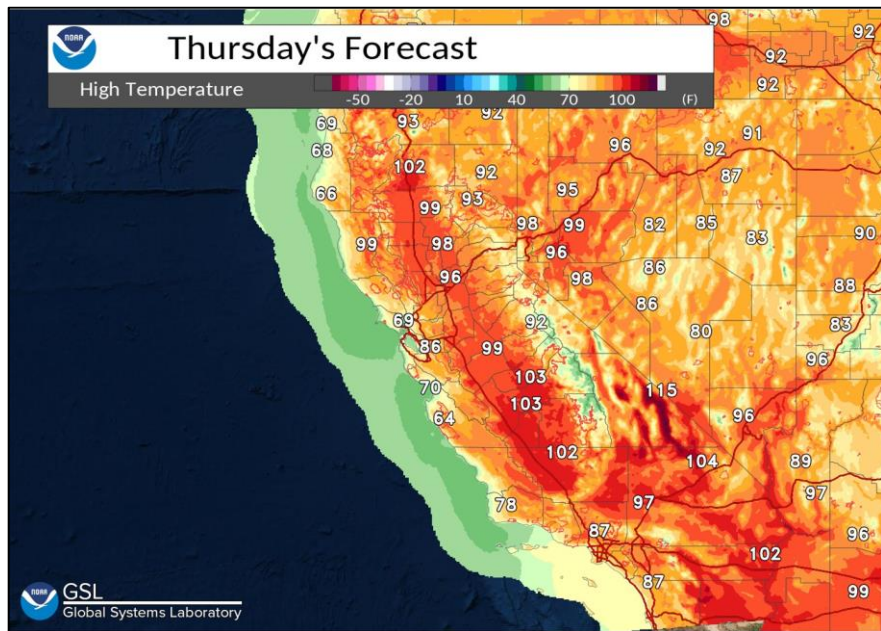 NOAA
Thursday's Forecast
High Temperature
-50 -20 10 40 70 100 (F)
98
92
92
92
69 93 92
68 96 92 91
102 92 87
66 93 95
99 98 99 82 85 83 90
99 98 96
96 98 86 88
86
69 92 80 83
86 99 96
103
70 115
103
64 96
102 104 89
97
78 97
87 96
102
87 99
NOAA
GSL
Global Systems Laboratory